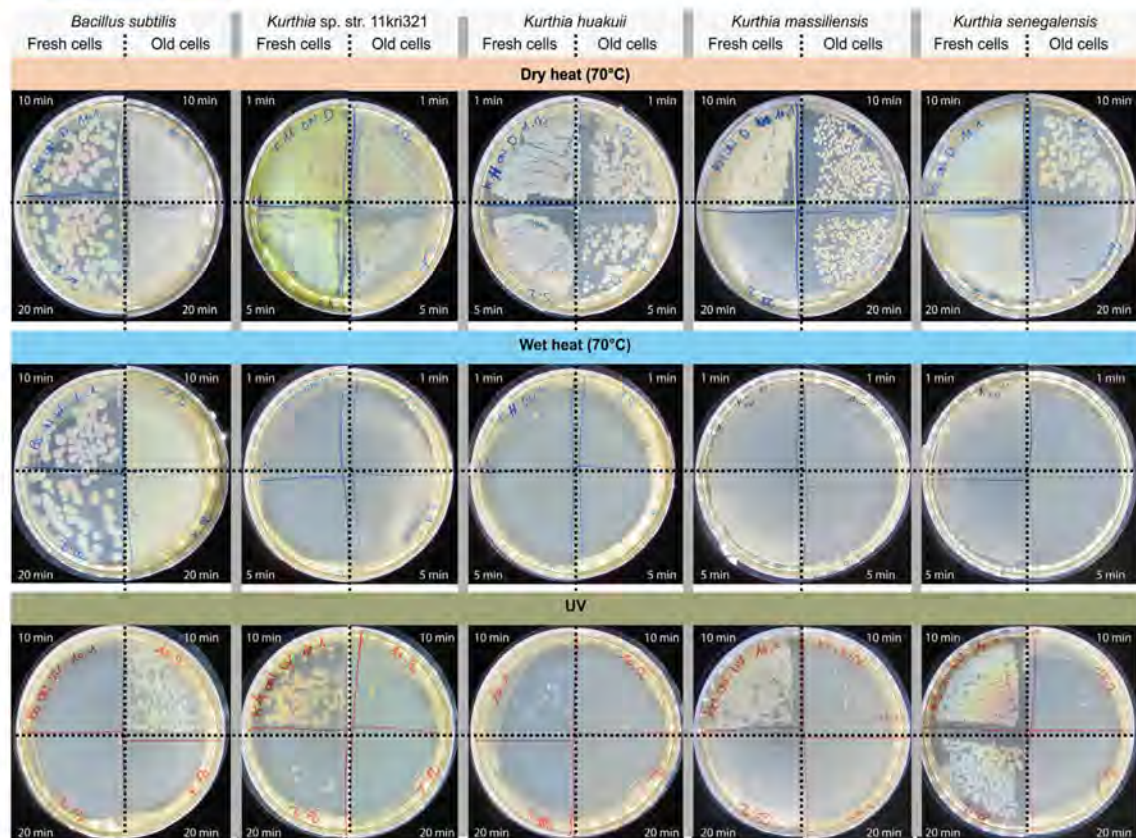 Bacillus subtilis Kurthia sp. str. 11kri321 Kurthia huakuii Kurthia massiliensis Kurthia senegalensis
Fresh cells Old cells Fresh cells Old cells Fresh cells Old cells Fresh cells Old cells Fresh cells Old cells
Dry heat (70°C)
10 min 10 min 1 min 1 min 1 min 1 min 10 min 10 min 10 min 10 min
20 min 20 min 5 min 5 min 5 min 5 min 20 min 20 min 20 min 20 min
Wet heat (70°C)
10 min 10 min 1 min 1 min 1 min 1 min 1 min 1 min 1 min 1 min
20 min 20 min 5 min 5 min 5 min 5 min 5 min 5 min 5 min 5 min
UV
10 min 10 min 10 min 10 min 10 min 10 min 10 min 10 min 10 min 10 min
20 min 20 min 20 min 20 min 20 min 20 min 20 min 20 min 20 min 20 min